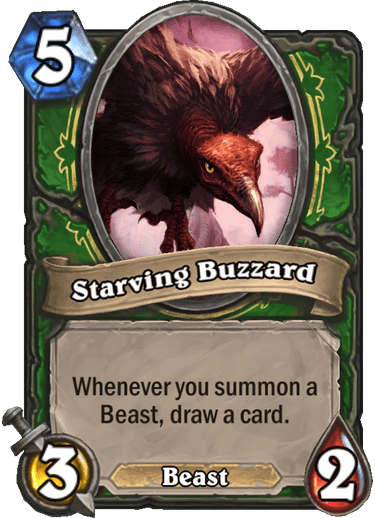 5
Starving Buzzard
Whenever you summon a
Beast, draw a card.
3
Beast
2